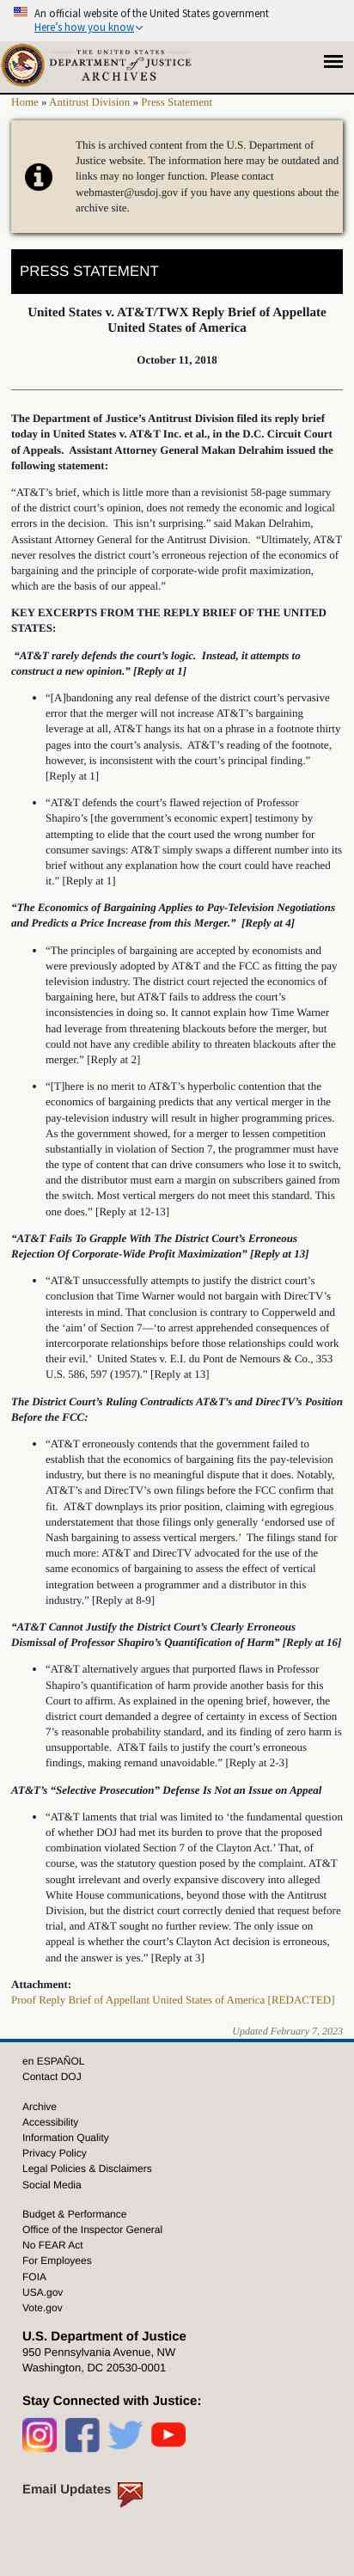 An official website of the United States government
Here’s how you know
THE UNITED STATES
DEPARTMENT of JUSTICE
ARCHIVES
Home » Antitrust Division » Press Statement
This is archived content from the U.S. Department of
Justice website. The information here may be outdated and
links may no longer function. Please contact
webmaster@usdoj.gov if you have any questions about the
archive site.
PRESS STATEMENT
United States v. AT&T/TWX Reply Brief of Appellate
United States of America
October 11, 2018
The Department of Justice’s Antitrust Division filed its reply brief
today in United States v. AT&T Inc. et al., in the D.C. Circuit Court
of Appeals.  Assistant Attorney General Makan Delrahim issued the
following statement:
“AT&T’s brief, which is little more than a revisionist 58-page summary
of the district court’s opinion, does not remedy the economic and logical
errors in the decision.  This isn’t surprising.” said Makan Delrahim,
Assistant Attorney General for the Antitrust Division.  “Ultimately, AT&T
never resolves the district court’s erroneous rejection of the economics of
bargaining and the principle of corporate-wide profit maximization,
which are the basis of our appeal.”
KEY EXCERPTS FROM THE REPLY BRIEF OF THE UNITED
STATES:
“AT&T rarely defends the court’s logic.  Instead, it attempts to
construct a new opinion.” [Reply at 1]
• “[A]bandoning any real defense of the district court’s pervasive
error that the merger will not increase AT&T’s bargaining
leverage at all, AT&T hangs its hat on a phrase in a footnote thirty
pages into the court’s analysis.  AT&T’s reading of the footnote,
however, is inconsistent with the court’s principal finding.”
[Reply at 1]
• “AT&T defends the court’s flawed rejection of Professor
Shapiro’s [the government’s economic expert] testimony by
attempting to elide that the court used the wrong number for
consumer savings: AT&T simply swaps a different number into its
brief without any explanation how the court could have reached
it.” [Reply at 1]
“The Economics of Bargaining Applies to Pay-Television Negotiations
and Predicts a Price Increase from this Merger.”  [Reply at 4]
• “The principles of bargaining are accepted by economists and
were previously adopted by AT&T and the FCC as fitting the pay
television industry. The district court rejected the economics of
bargaining here, but AT&T fails to address the court’s
inconsistencies in doing so. It cannot explain how Time Warner
had leverage from threatening blackouts before the merger, but
could not have any credible ability to threaten blackouts after the
merger.” [Reply at 2]
• “[T]here is no merit to AT&T’s hyperbolic contention that the
economics of bargaining predicts that any vertical merger in the
pay-television industry will result in higher programming prices.
As the government showed, for a merger to lessen competition
substantially in violation of Section 7, the programmer must have
the type of content that can drive consumers who lose it to switch,
and the distributor must earn a margin on subscribers gained from
the switch. Most vertical mergers do not meet this standard. This
one does.” [Reply at 12-13]
“AT&T Fails To Grapple With The District Court’s Erroneous
Rejection Of Corporate-Wide Profit Maximization” [Reply at 13]
• “AT&T unsuccessfully attempts to justify the district court’s
conclusion that Time Warner would not bargain with DirecTV’s
interests in mind. That conclusion is contrary to Copperweld and
the ‘aim’ of Section 7—‘to arrest apprehended consequences of
intercorporate relationships before those relationships could work
their evil.’  United States v. E.I. du Pont de Nemours & Co., 353
U.S. 586, 597 (1957).” [Reply at 13]
The District Court’s Ruling Contradicts AT&T’s and DirecTV’s Position
Before the FCC:
• “AT&T erroneously contends that the government failed to
establish that the economics of bargaining fits the pay-television
industry, but there is no meaningful dispute that it does. Notably,
AT&T’s and DirecTV’s own filings before the FCC confirm that
fit.  AT&T downplays its prior position, claiming with egregious
understatement that those filings only generally ‘endorsed use of
Nash bargaining to assess vertical mergers.’  The filings stand for
much more: AT&T and DirecTV advocated for the use of the
same economics of bargaining to assess the effect of vertical
integration between a programmer and a distributor in this
industry.” [Reply at 8-9]
“AT&T Cannot Justify the District Court’s Clearly Erroneous
Dismissal of Professor Shapiro’s Quantification of Harm” [Reply at 16]
• “AT&T alternatively argues that purported flaws in Professor
Shapiro’s quantification of harm provide another basis for this
Court to affirm. As explained in the opening brief, however, the
district court demanded a degree of certainty in excess of Section
7’s reasonable probability standard, and its finding of zero harm is
unsupportable.  AT&T fails to justify the court’s erroneous
findings, making remand unavoidable.” [Reply at 2-3]
AT&T’s “Selective Prosecution” Defense Is Not an Issue on Appeal
• “AT&T laments that trial was limited to ‘the fundamental question
of whether DOJ had met its burden to prove that the proposed
combination violated Section 7 of the Clayton Act.’ That, of
course, was the statutory question posed by the complaint. AT&T
sought irrelevant and overly expansive discovery into alleged
White House communications, beyond those with the Antitrust
Division, but the district court correctly denied that request before
trial, and AT&T sought no further review. The only issue on
appeal is whether the court’s Clayton Act decision is erroneous,
and the answer is yes.” [Reply at 3]
Attachment:
Proof Reply Brief of Appellant United States of America [REDACTED]
Updated February 7, 2023
en ESPAÑOL
Contact DOJ
Archive
Accessibility
Information Quality
Privacy Policy
Legal Policies & Disclaimers
Social Media
Budget & Performance
Office of the Inspector General
No FEAR Act
For Employees
FOIA
USA.gov
Vote.gov
U.S. Department of Justice
950 Pennsylvania Avenue, NW
Washington, DC 20530-0001
Stay Connected with Justice:
Email Updates